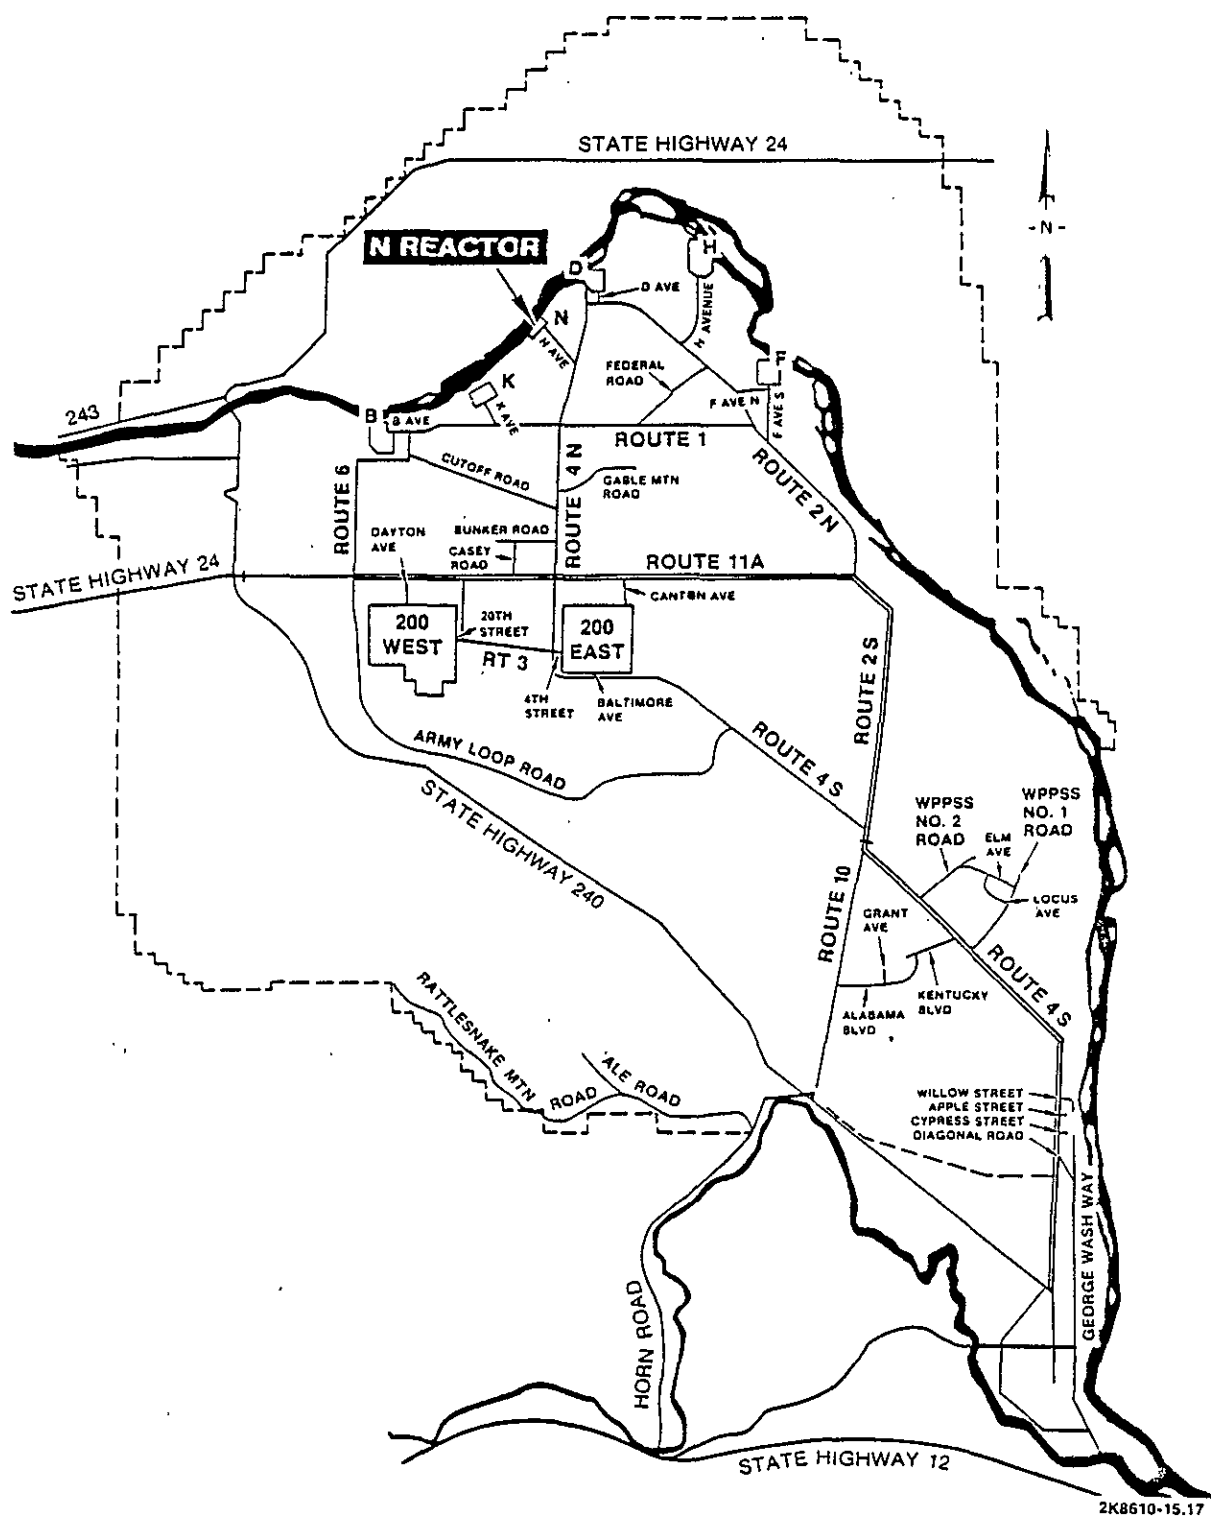 STATE HIGHWAY 24
- N -
N REACTOR
H
D
D AVE
H AVENUE
N
N AVE
K
K AVE
FEDERAL
ROAD
F
F AVE N
F AVE S
243
B
B AVE
ROUTE 1
CUTOFF ROAD
ROUTE 4 N
GABLE MTN
ROAD
ROUTE 2 N
ROUTE 6
DAYTON
AVE
BUNKER ROAD
CASEY
ROAD
ROUTE 11A
STATE HIGHWAY 24
CANTON AVE
200
WEST
20TH
STREET
RT 3
200
EAST
4TH
STREET
BALTIMORE
AVE
ROUTE 2 S
ARMY LOOP ROAD
ROUTE 4 S
STATE HIGHWAY 240
WPPSS
NO. 2
ROAD
WPPSS
NO. 1
ROAD
ELM
AVE
LOCUS
AVE
ROUTE 10
GRANT
AVE
KENTUCKY
BLVD
ALABAMA
BLVD
ROUTE 4 S
RATTLESNAKE MTN
ROAD
ALE ROAD
WILLOW STREET
APPLE STREET
CYPRESS STREET
DIAGONAL ROAD
GEORGE WASH WAY
HORN ROAD
STATE HIGHWAY 12
2K8610-15.17